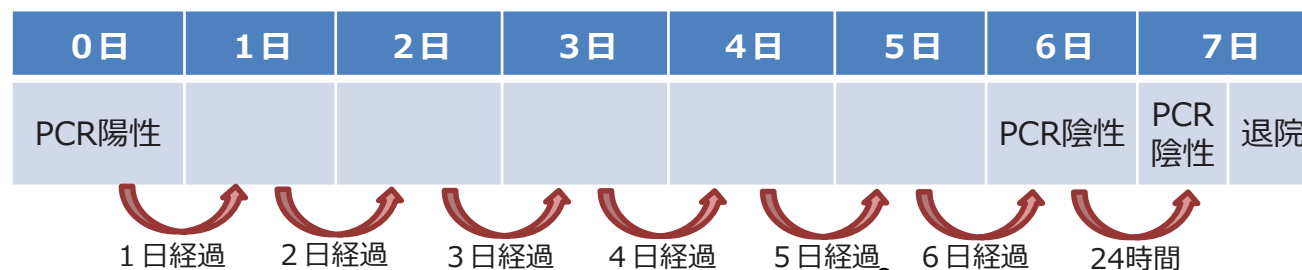 0日 1日 2日 3日 4日 5日 6日 7日
PCR陽性 PCR陰性 PCR陰性 退院
1日経過 2日経過 3日経過 4日経過 5日経過 6日経過 24時間